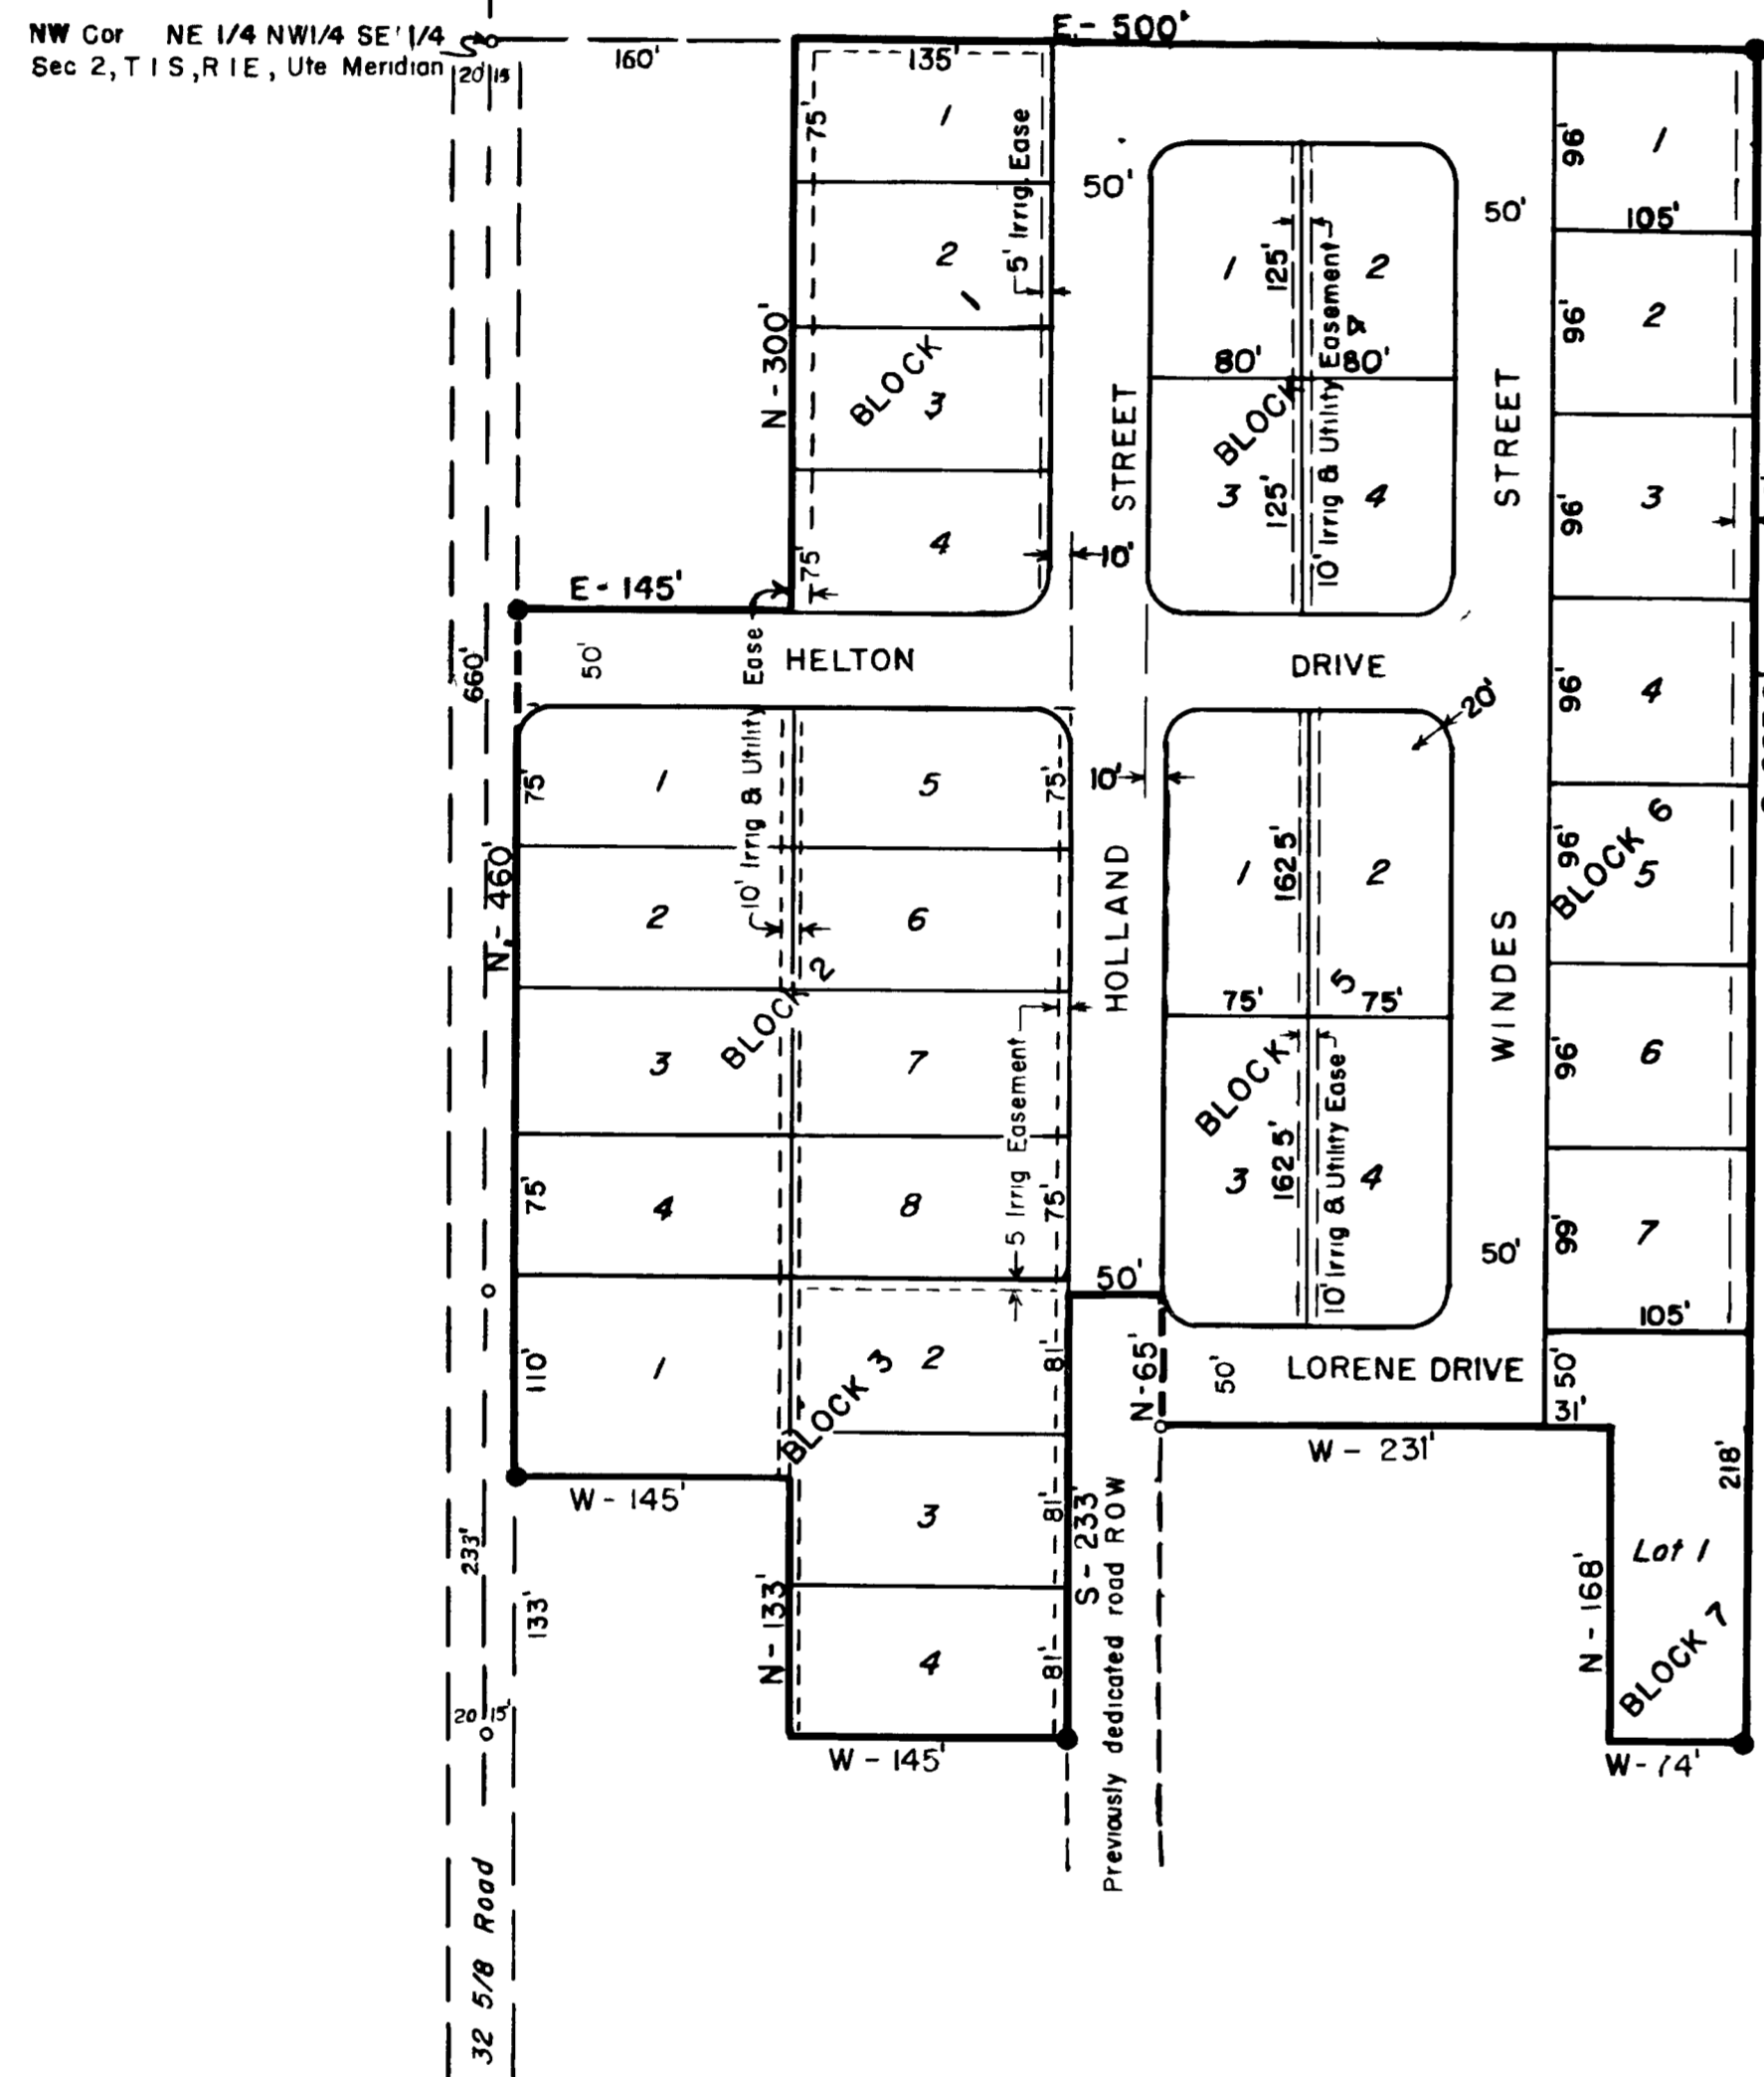 NW Cor NE 1/4 NW1/4 SE 1/4
Sec 2, T 1 S, R 1 E, Ute Meridian
20' 15'
160'
E - 500'
135'
75'
1
5' Irrig Ease
2
N - 300'
BLOCK 1
3
4
75'
10'
50'
STREET
1
125'
2
10' Irrig & Utility Easement
80'
80'
BLOCK 4
3
125'
4
50'
STREET
96'
1
105'
96'
2
96'
3
96'
4
96'
BLOCK 6
5
96'
6
99'
7
105'
E - 145'
660'
50'
HELTON
DRIVE
10' Irrig & Utility Ease
75'
1
5
75'
N - 460'
2
6
BLOCK 2
3
7
75'
4
8
75'
5 Irrig Easement
10'
HOLLAND
20'
1
162 5'
2
75'
75'
BLOCK 5
3
162 5'
4
10' Irrig & Utility Ease
WINDES
50'
50'
110'
1
BLOCK 3
2
81'
3
81'
4
81'
N - 65'
50'
LORENE DRIVE
50'
31'
W - 231'
W - 145'
233'
133'
N - 133'
S - 233'
Previously dedicated road ROW
218'
N - 168'
Lot 1
BLOCK 7
20 15'
W - 145'
W - 74'
32 5/8 Road